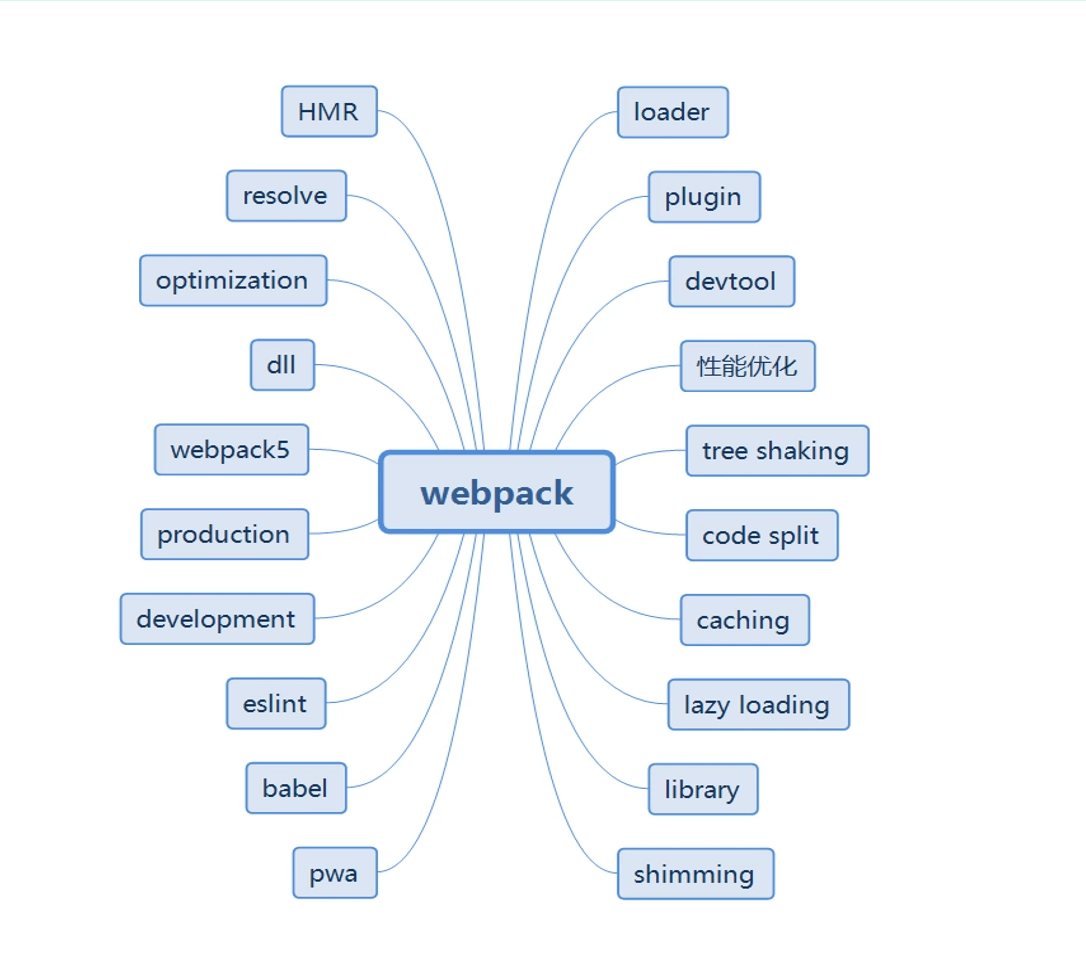 HMR
loader
resolve
plugin
optimization
devtool
dll
性能优化
webpack5
tree shaking
webpack
production
code split
development
caching
eslint
lazy loading
babel
library
pwa
shimming